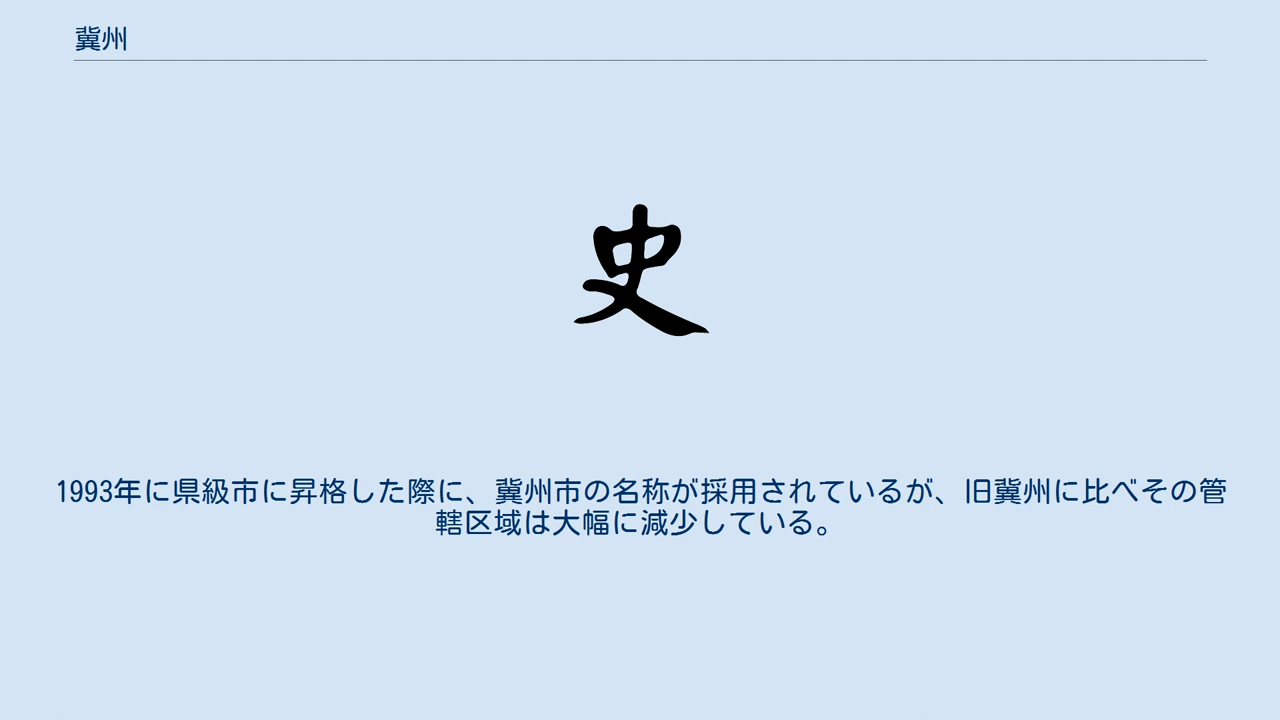 冀州
史
1993年に県級市に昇格した際に、冀州市の名称が採用されているが、旧冀州に比べその管
轄区域は大幅に減少している。